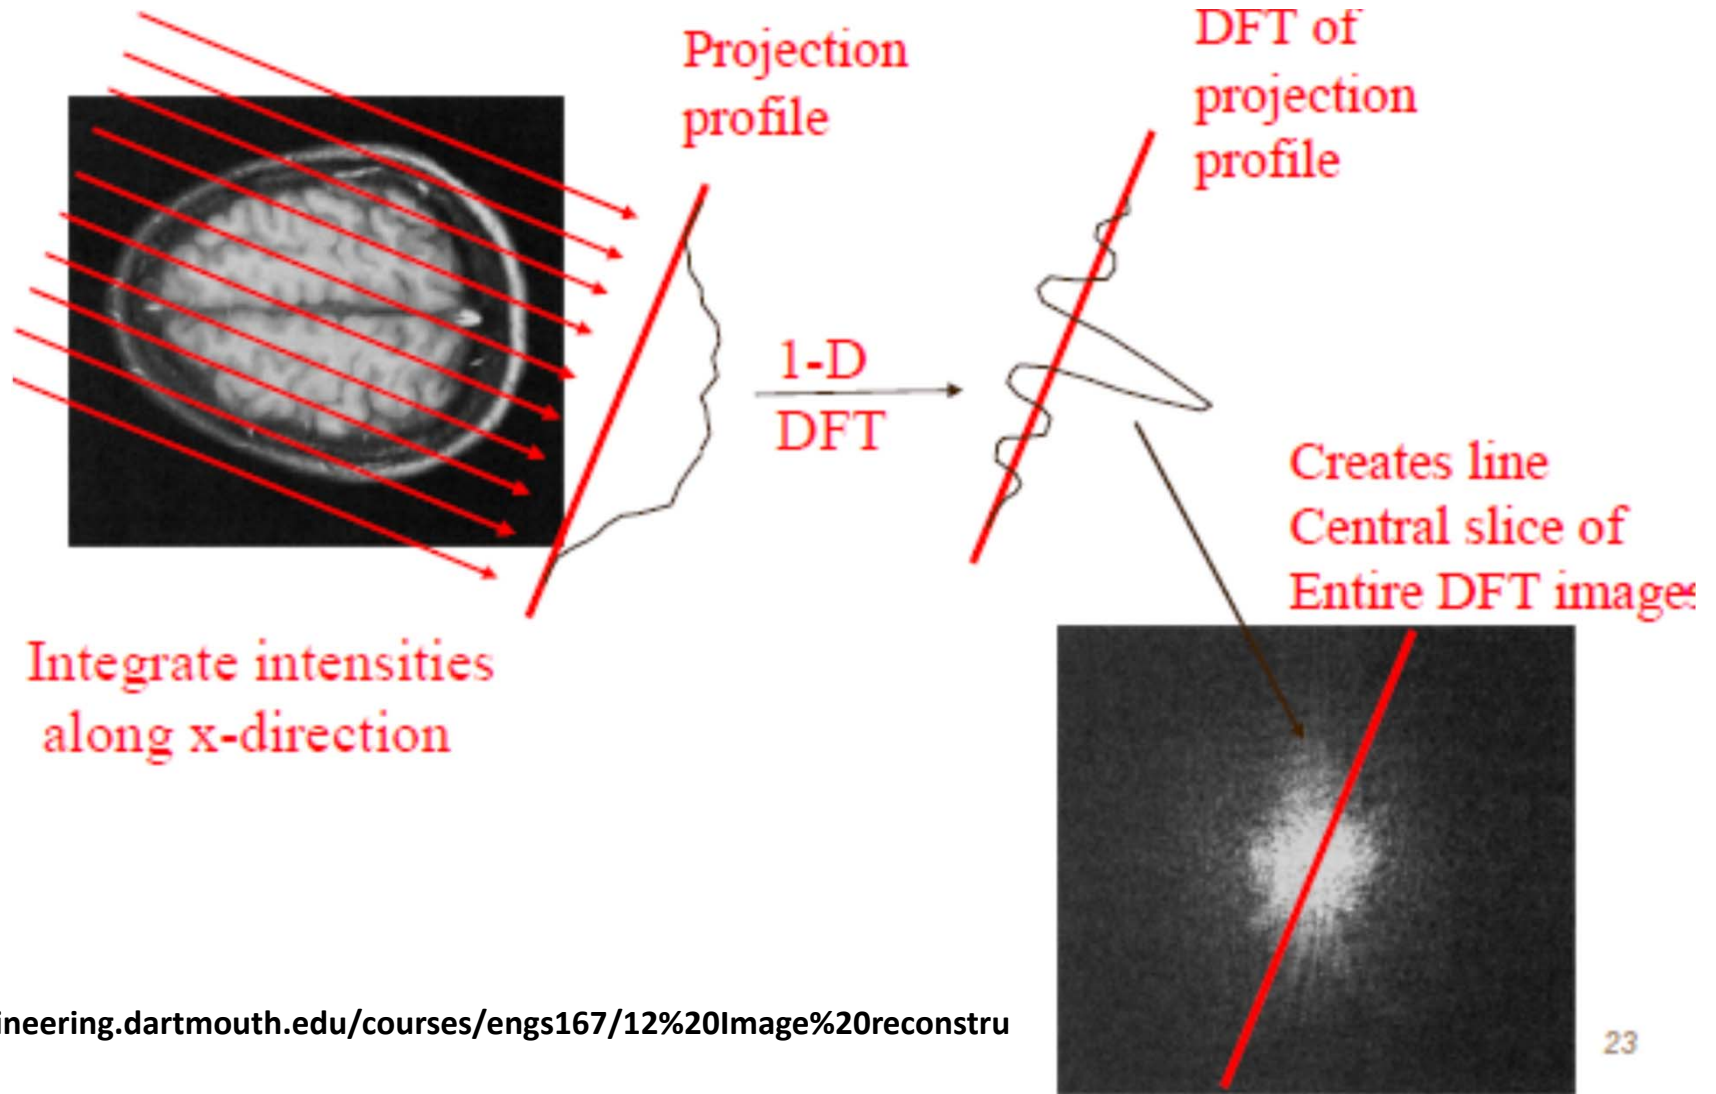 Projection
profile
DFT of
projection
profile
1-D
DFT
Creates line
Central slice of
Entire DFT images
Integrate intensities
along x-direction
ineering.dartmouth.edu/courses/engs167/12%20Image%20reconstru
23